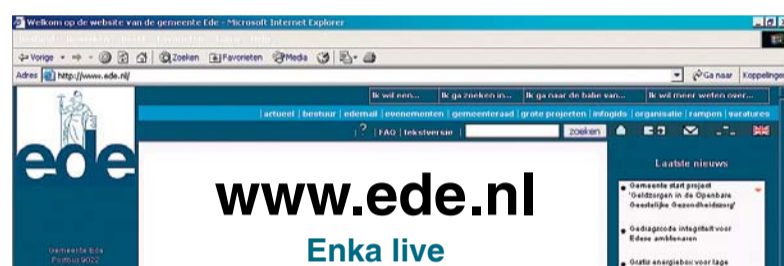 Welkom op de website van de gemeente Ede - Microsoft Internet Explorer
Vorige Zoeken Favorieten Media
Adres http://www.ede.nl/ Ga naar Koppelingen
Ik wil een... Ik ga zoeken in... Ik ga naar de balie van... Ik wil meer weten over...
| actueel | bestuur | edemail | evenementen | gemeenteraad | grote projecten | infogids | organisatie | rampen | vacatures
| ? | FAQ | tekstversie | zoeken
ede
Laatste nieuws
www.ede.nl
Gemeente start project
'Geldzorgen in de Openbare
Geestelijke Gezondheidszorg'
Gedragscode integriteit voor
Edese ambtenaren
Enka live
Gemeente Ede
Postbus 9022
Gratis energiebox voor lage